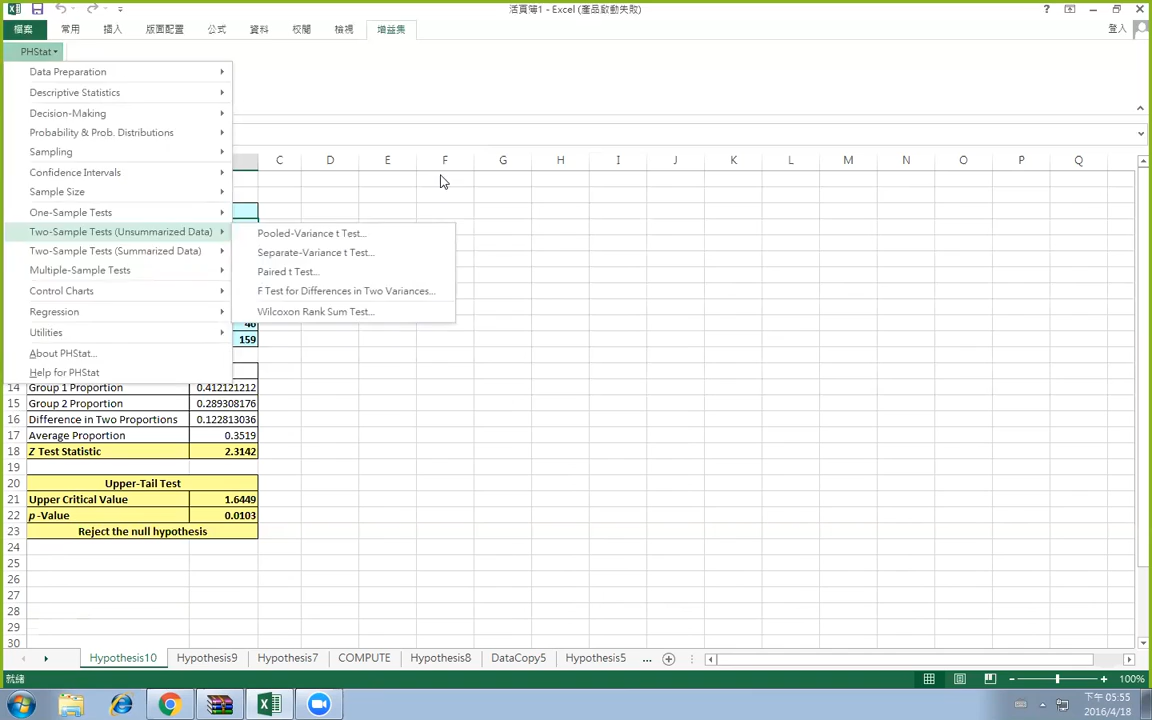 活頁簿1 - Excel (產品啟動失敗)
檔案 常用 插入 版面配置 公式 資料 校閱 檢視 增益集 登入
PHStat
Data Preparation
Descriptive Statistics
Decision-Making
Probability & Prob. Distributions
Sampling
Confidence Intervals
Sample Size
One-Sample Tests
Two-Sample Tests (Unsummarized Data)
Two-Sample Tests (Summarized Data)
Multiple-Sample Tests
Control Charts
Regression
Utilities
About PHStat...
Help for PHStat
Pooled-Variance t Test...
Separate-Variance t Test...
Paired t Test...
F Test for Differences in Two Variances...
Wilcoxon Rank Sum Test...
C D E F G H I J K L M N O P Q
159
14 Group 1 Proportion 0.412121212
15 Group 2 Proportion 0.289308176
16 Difference in Two Proportions 0.122813036
17 Average Proportion 0.3519
18 Z Test Statistic 2.3142
19
20 Upper-Tail Test
21 Upper Critical Value 1.6449
22 p-Value 0.0103
23 Reject the null hypothesis
24
25
26
27
28
29
30
Hypothesis10 Hypothesis9 Hypothesis7 COMPUTE Hypothesis8 DataCopy5 Hypothesis5 ...
就緒 100%
下午 05:55
2016/4/18